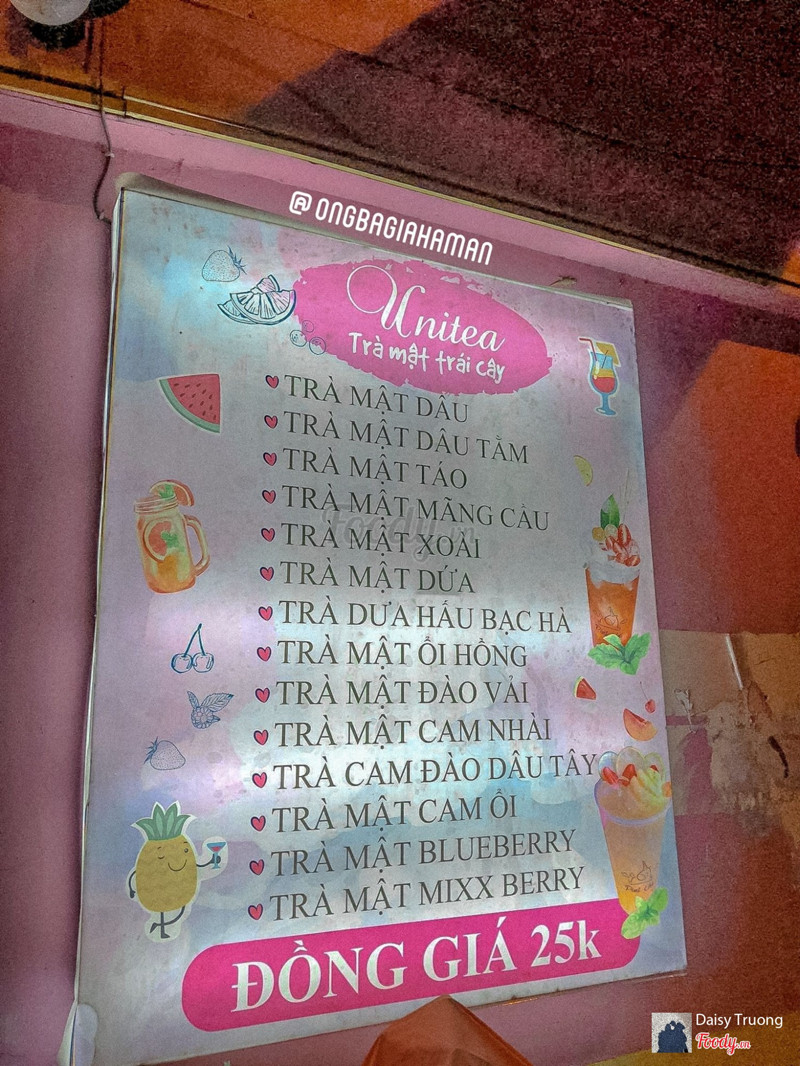 @ ONGBAGIAHAMAN
Unitea
Trà mật trái cây
TRÀ MẬT DÂU
TRÀ MẬT DÂU TẰM
TRÀ MẬT TÁO
TRÀ MẬT MÃNG CẦU
TRÀ MẬT XOÀI
TRÀ MẬT DỨA
TRÀ DƯA HẤU BẠC HÀ
TRÀ MẬT ỔI HỒNG
TRÀ MẬT ĐÀO VẢI
TRÀ MẬT CAM NHÀI
TRÀ CAM ĐÀO DÂU TÂY
TRÀ MẬT CAM ỔI
TRÀ MẬT BLUEBERRY
TRÀ MẬT MIXX BERRY
ĐỒNG GIÁ 25k
Foody.vn
Daisy Truong
Foody.vn